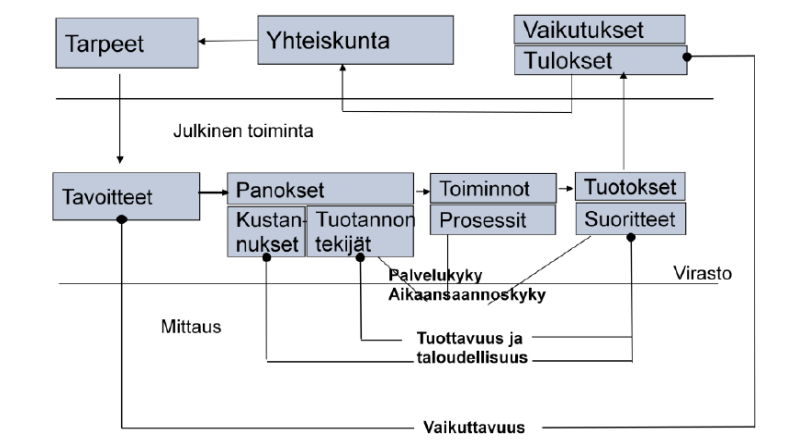 Tarpeet
Yhteiskunta
Vaikutukset
Tulokset
Julkinen toiminta
Tavoitteet
Panokset
Kustan-
nukset
Tuotannon
tekijät
Toiminnot
Prosessit
Tuotokset
Suoritteet
Palvelukyky
Aikaansaannoskyky
Virasto
Mittaus
Tuottavuus ja
taloudellisuus
Vaikuttavuus